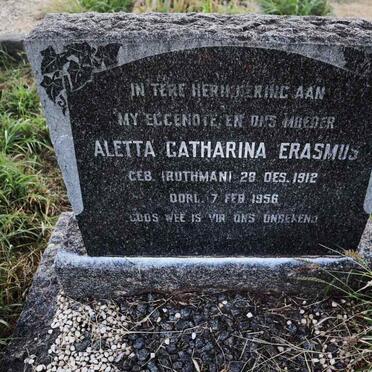 IN TERE HERINNERING AAN
MY EGGENOTE EN ONS MOEDER
ALETTA CATHARINA ERASMUS
GEB. (RUTHMAN) 28 DES. 1912
OORL. 7 FEB. 1956
GODS WEE IS VIR ONS ONBEKEND